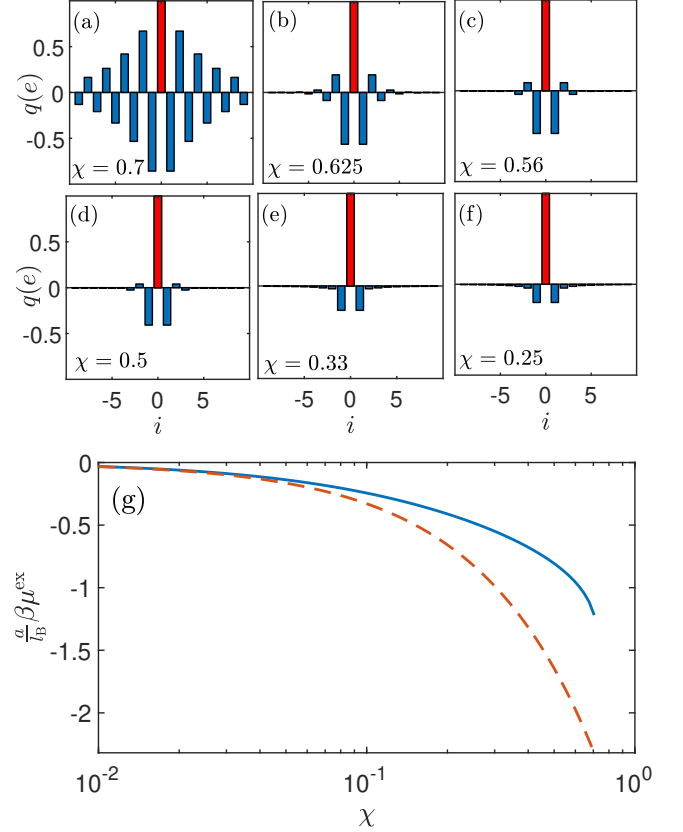 (a) (b) (c)
0.5
0
-0.5
q(e)
χ = 0.7 χ = 0.625 χ = 0.56
(d) (e) (f)
0.5
0
-0.5
q(e)
χ = 0.5 χ = 0.33 χ = 0.25
-5 0 5 -5 0 5 -5 0 5
i i i
(g)
0
-0.5
-1
-1.5
-2
a/l_B βμ^ex
10^-2 10^-1 10^0
χ